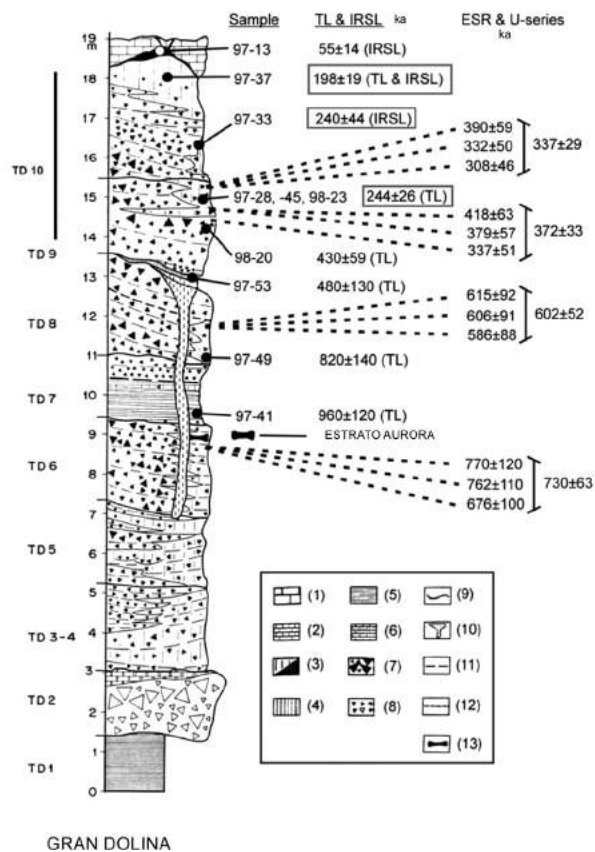 Sample TL & IRSL ka ESR & U-series ka
19
m
97-13 55±14 (IRSL)
18
97-37 198±19 (TL & IRSL)
17
97-33 240±44 (IRSL)
390±59
332±50
337±29
308±46
16
TD 10
15
97-28, -45, 98-23 244±26 (TL)
418±63
379±57
372±33
337±51
14
98-20 430±59 (TL)
TD 9
13
97-53 480±130 (TL)
615±92
606±91
602±52
586±88
12
TD 8
11
97-49 820±140 (TL)
10
TD 7
97-41 960±120 (TL)
9
ESTRATO AURORA
770±120
762±110
730±63
676±100
TD 6
8
7
TD 5
6
5
TD 3-4
4
3
TD 2
2
1
TD 1
0
(1) (5) (9)
(2) (6) (10)
(3) (7) (11)
(4) (8) (12)
(13)
GRAN DOLINA